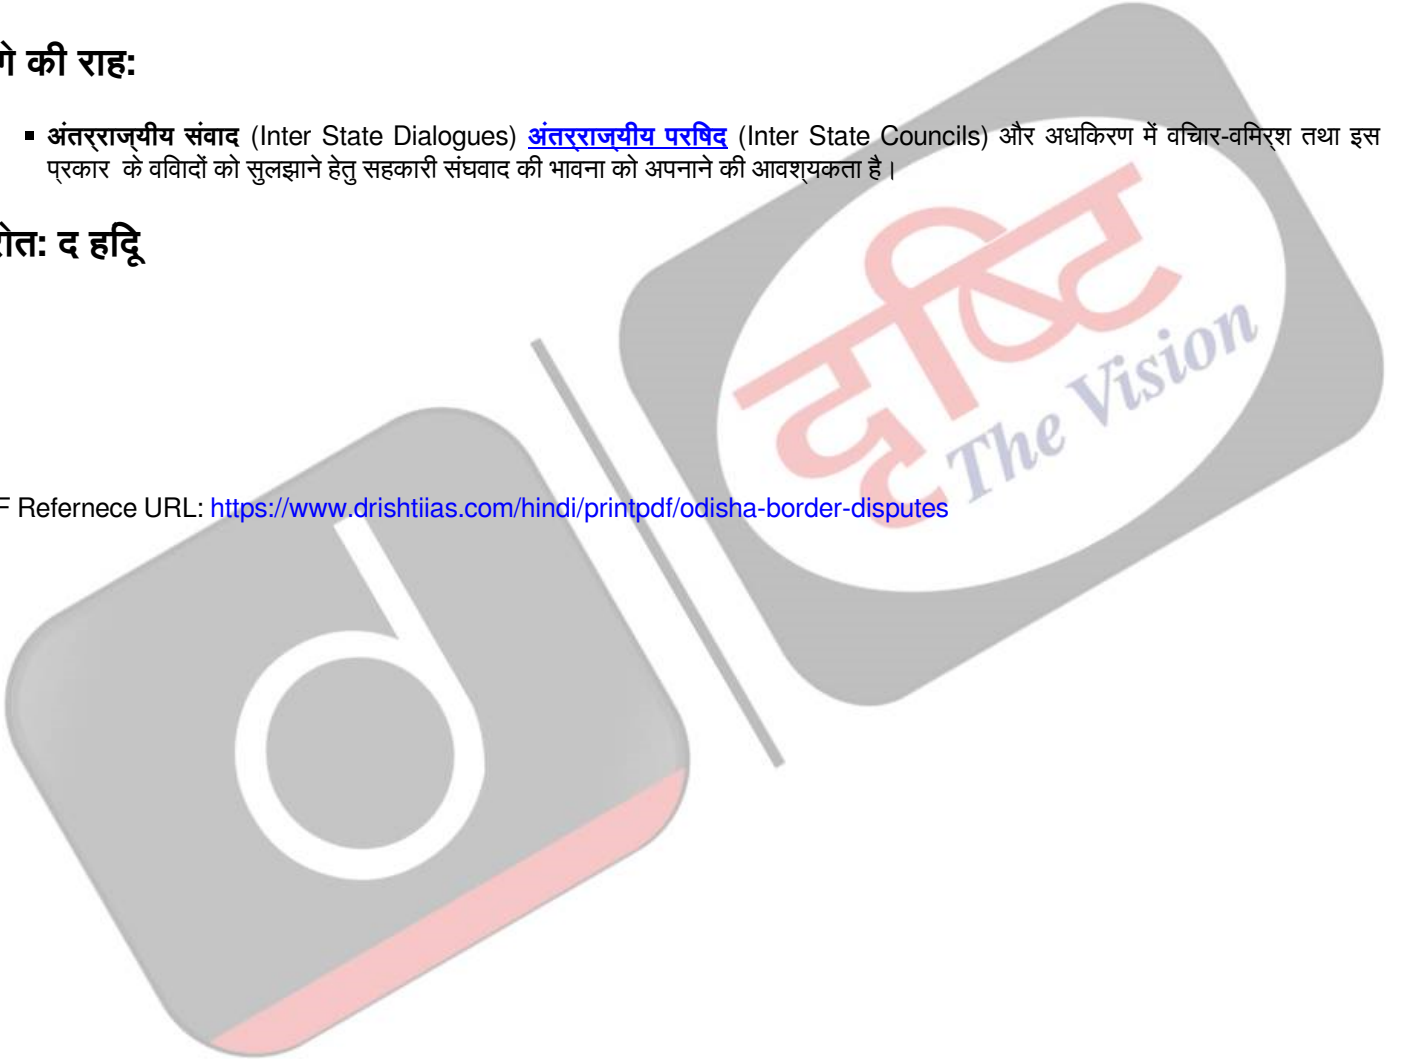 गे की राह:
अंतर्राज्यीय संवाद (Inter State Dialogues) अंतर्राज्यीय परिषद (Inter State Councils) और अधिकरण में विचार-विमर्श तथा इस
प्रकार के विवादों को सुलझाने हेतु सहकारी संघवाद की भावना को अपनाने की आवश्यकता है।
रोत: द हिंदू
F Refernece URL: https://www.drishtiias.com/hindi/printpdf/odisha-border-disputes
दृष्टि
The Vision
d